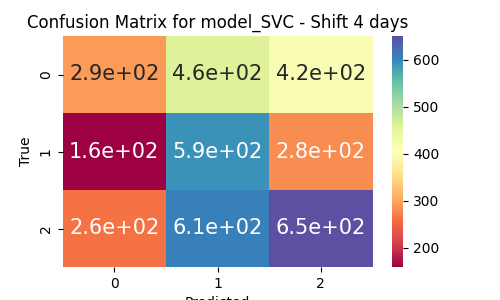 Confusion Matrix for model_SVC - Shift 4 days
0 2.9e+02 4.6e+02 4.2e+02
1 1.6e+02 5.9e+02 2.8e+02
2 2.6e+02 6.1e+02 6.5e+02
0 1 2
True
Predicted
600
500
400
300
200